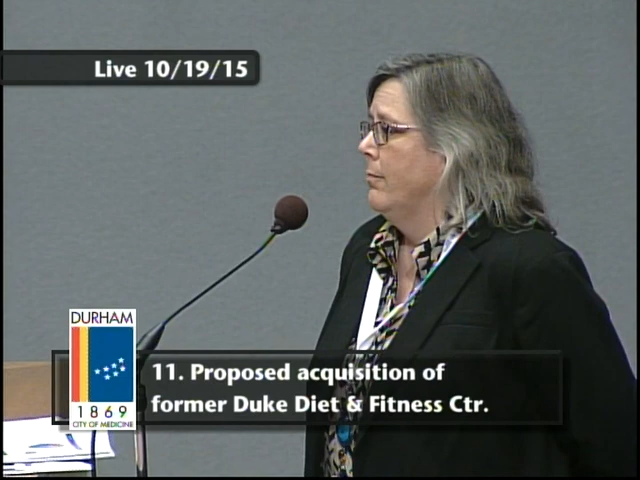 Live 10/19/15
DURHAM
1869
CITY OF MEDICINE
11. Proposed acquisition of
former Duke Diet & Fitness Ctr.